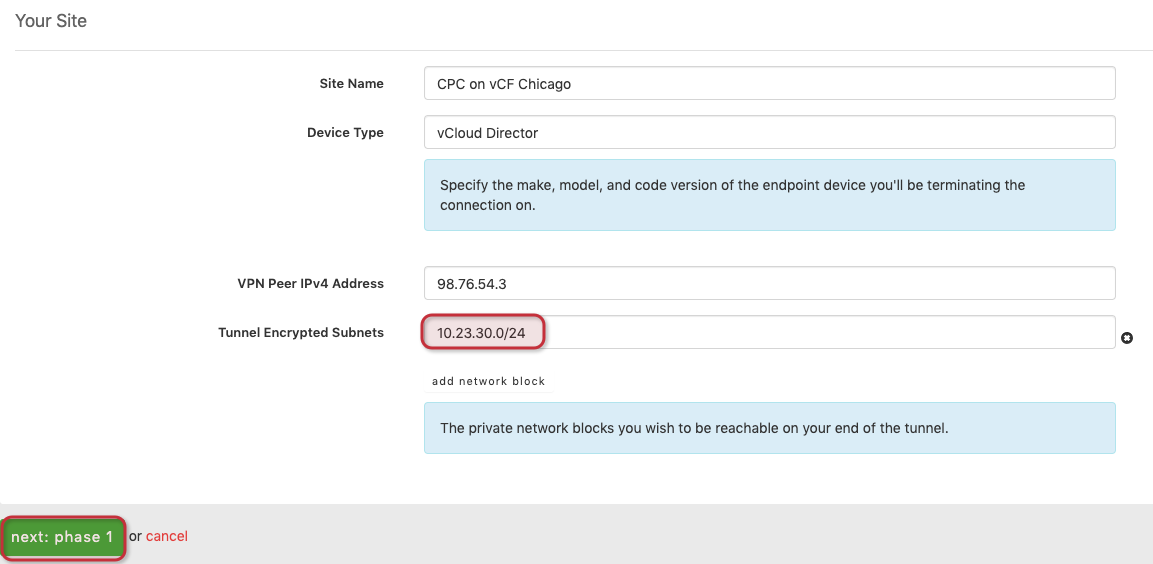 Your Site
Site Name
CPC on vCF Chicago
Device Type
vCloud Director
Specify the make, model, and code version of the endpoint device you'll be terminating the
connection on.
VPN Peer IPv4 Address
98.76.54.3
Tunnel Encrypted Subnets
10.23.30.0/24
add network block
The private network blocks you wish to be reachable on your end of the tunnel.
next: phase 1 or cancel